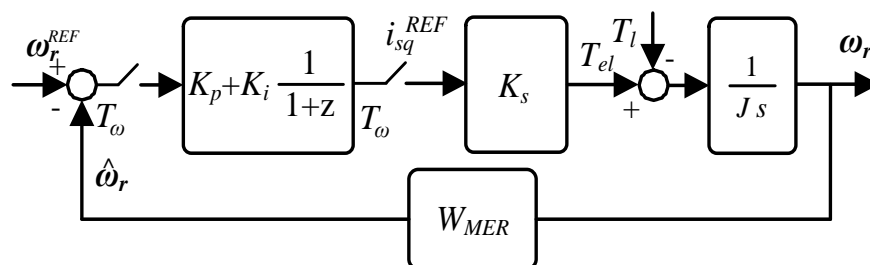 ω_r^REF
+
-
T_ω
K_p+K_i 1/(1+z)
i_sq^REF
T_ω
K_s
T_el
T_l
-
+
1/(J s)
ω_r
ω̂_r
W_MER